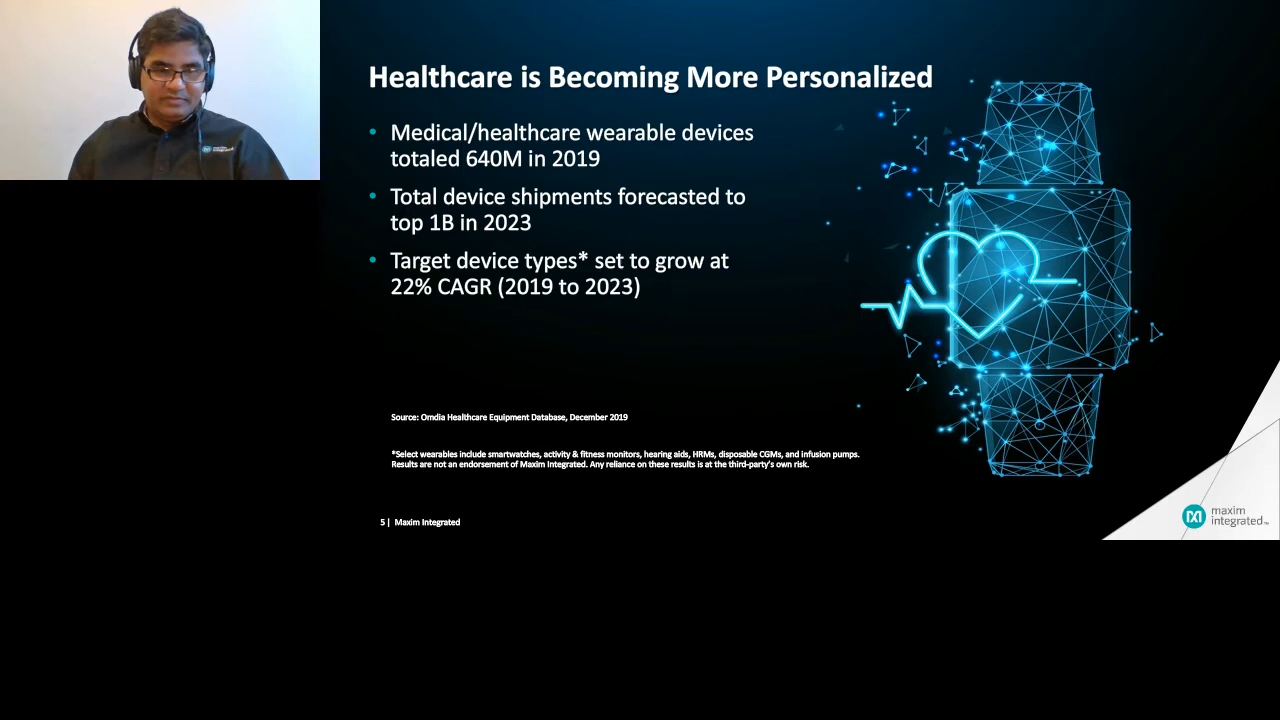 Healthcare is Becoming More Personalized
• Medical/healthcare wearable devices
totaled 640M in 2019
• Total device shipments forecasted to
top 1B in 2023
• Target device types* set to grow at
22% CAGR (2019 to 2023)
Source: Omdia Healthcare Equipment Database, December 2019
*Select wearables include smartwatches, activity & fitness monitors, hearing aids, HRMs, disposable CGMs, and infusion pumps.
Results are not an endorsement of Maxim Integrated. Any reliance on these results is at the third-party's own risk.
5 | Maxim Integrated
maxim
integrated™